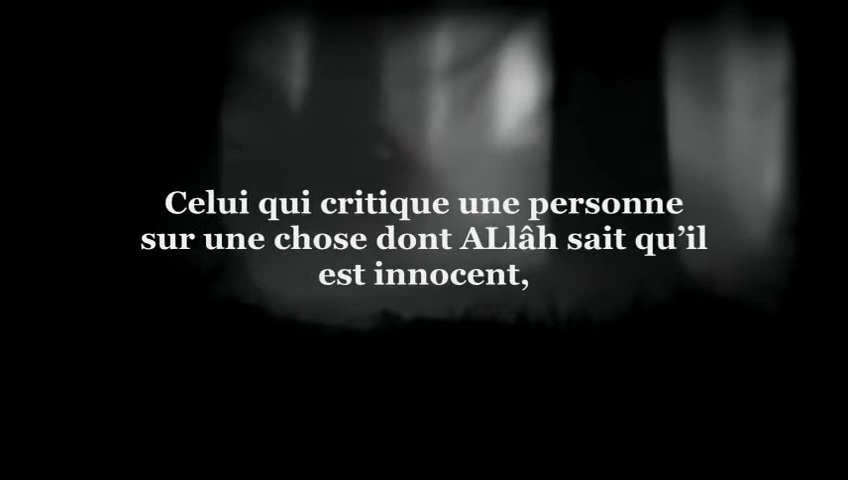 Celui qui critique une personne
sur une chose dont ALlâh sait qu’il
est innocent,